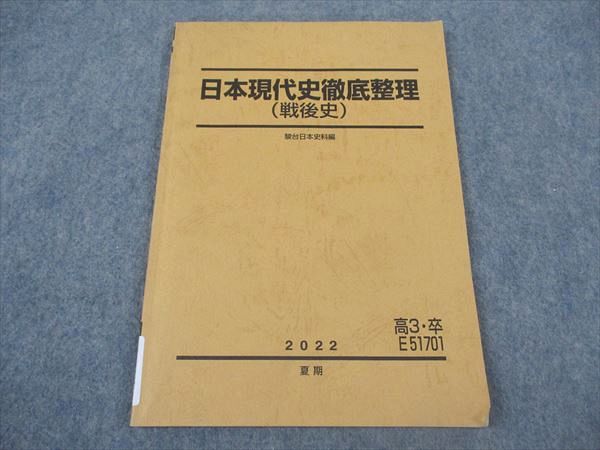 日本現代史徹底整理
(戦後史)
駿台日本史科編
高3・卒
E51701
2022
夏期